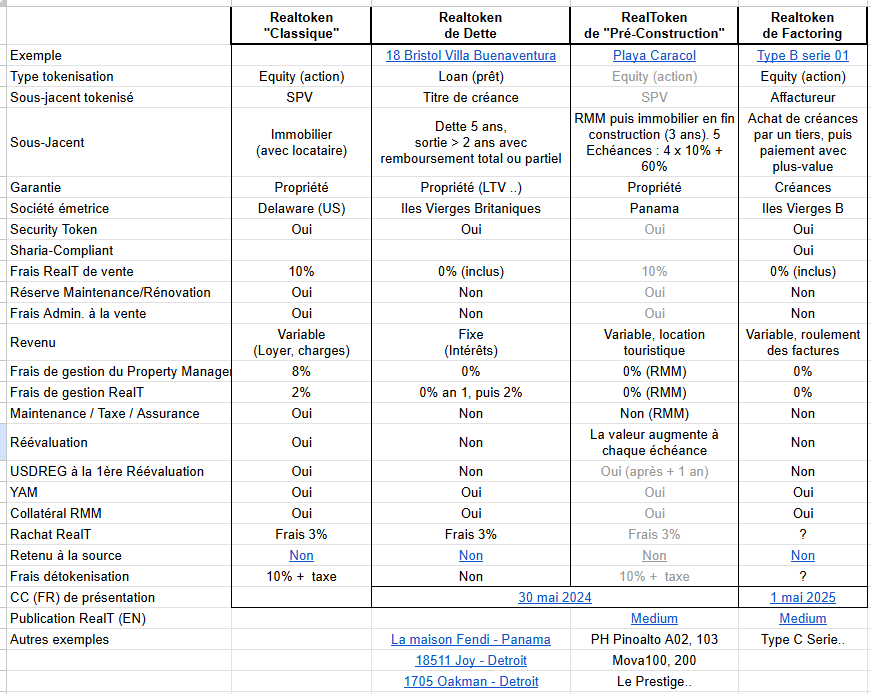 Realtoken "Classique" Realtoken de Dette RealToken de "Pré-Construction" Realtoken de Factoring
Exemple 18 Bristol Villa Buenaventura Playa Caracol Type B serie 01
Type tokenisation Equity (action) Loan (prêt) Equity (action) Equity (action)
Sous-jacent tokenisé SPV Titre de créance SPV Affactureur
Sous-Jacent Immobilier (avec locataire) Dette 5 ans, sortie > 2 ans avec remboursement total ou partiel RMM puis immobilier en fin construction (3 ans). 5 Echéances : 4 x 10% + 60% Achat de créances par un tiers, puis paiement avec plus-value
Garantie Propriété Propriété (LTV ..) Propriété Créances
Société émetrice Delaware (US) Iles Vierges Britaniques Panama Iles Vierges B
Security Token Oui Oui Oui Oui
Sharia-Compliant Oui
Frais RealT de vente 10% 0% (inclus) 10% 0% (inclus)
Réserve Maintenance/Rénovation Oui Non Oui Non
Frais Admin. à la vente Oui Non Oui Non
Revenu Variable (Loyer, charges) Fixe (Intérêts) Variable, location touristique Variable, roulement des factures
Frais de gestion du Property Manager 8% 0% 0% (RMM) 0%
Frais de gestion RealT 2% 0% an 1, puis 2% 0% (RMM) 0%
Maintenance / Taxe / Assurance Oui Non Non (RMM) Non
Réévaluation Oui Non La valeur augmente à chaque échéance Non
USDREG à la 1ère Réévaluation Oui Non Oui (après + 1 an) Non
YAM Oui Oui Oui Oui
Collatéral RMM Oui Oui Oui Oui
Rachat RealT Frais 3% Frais 3% Frais 3% ?
Retenu à la source Non Non Non Non
Frais détokenisation 10% + taxe Non 10% + taxe ?
CC (FR) de présentation 30 mai 2024 1 mai 2025
Publication RealT (EN) Medium Medium
Autres exemples La maison Fendi - Panama PH Pinoalto A02, 103 Type C Serie..
18511 Joy - Detroit Mova100, 200
1705 Oakman - Detroit Le Prestige..